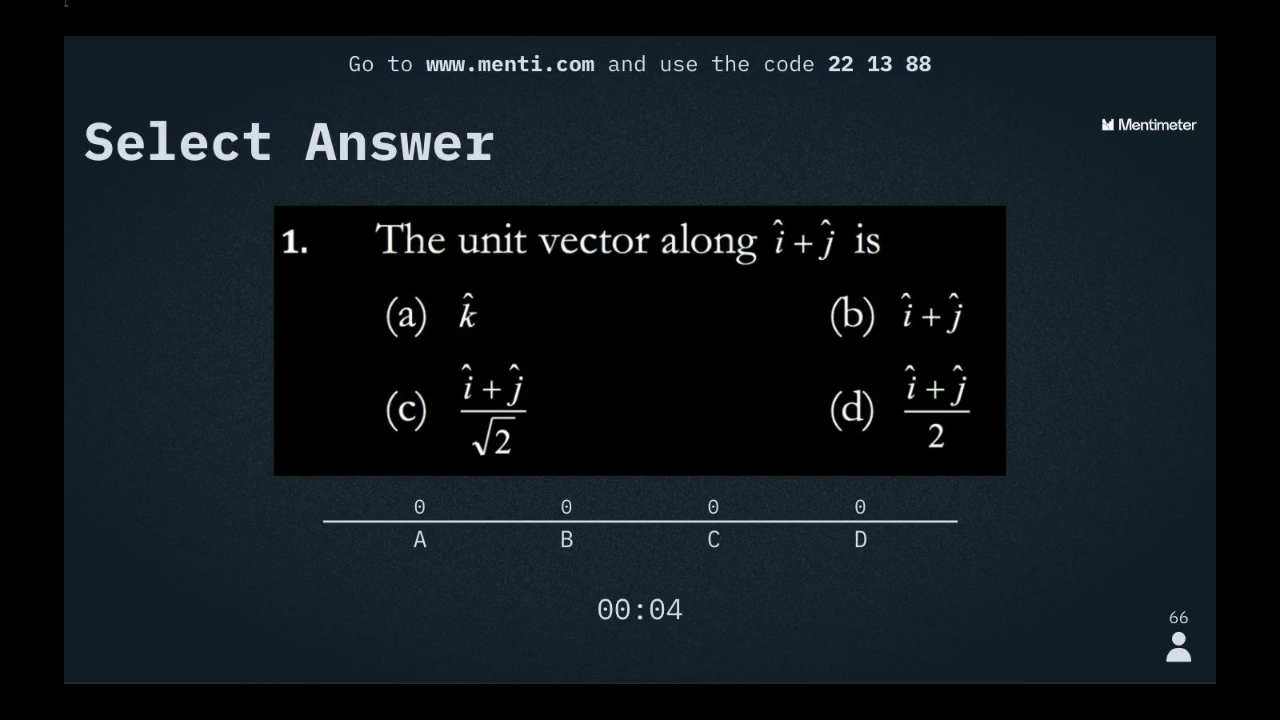 Go to www.menti.com and use the code 22 13 88
Mentimeter
Select Answer
1. The unit vector along î + ĵ is
(a) k̂ (b) î + ĵ
(c) (î + ĵ)/√2 (d) (î + ĵ)/2
0 0 0 0
A B C D
00:04
66